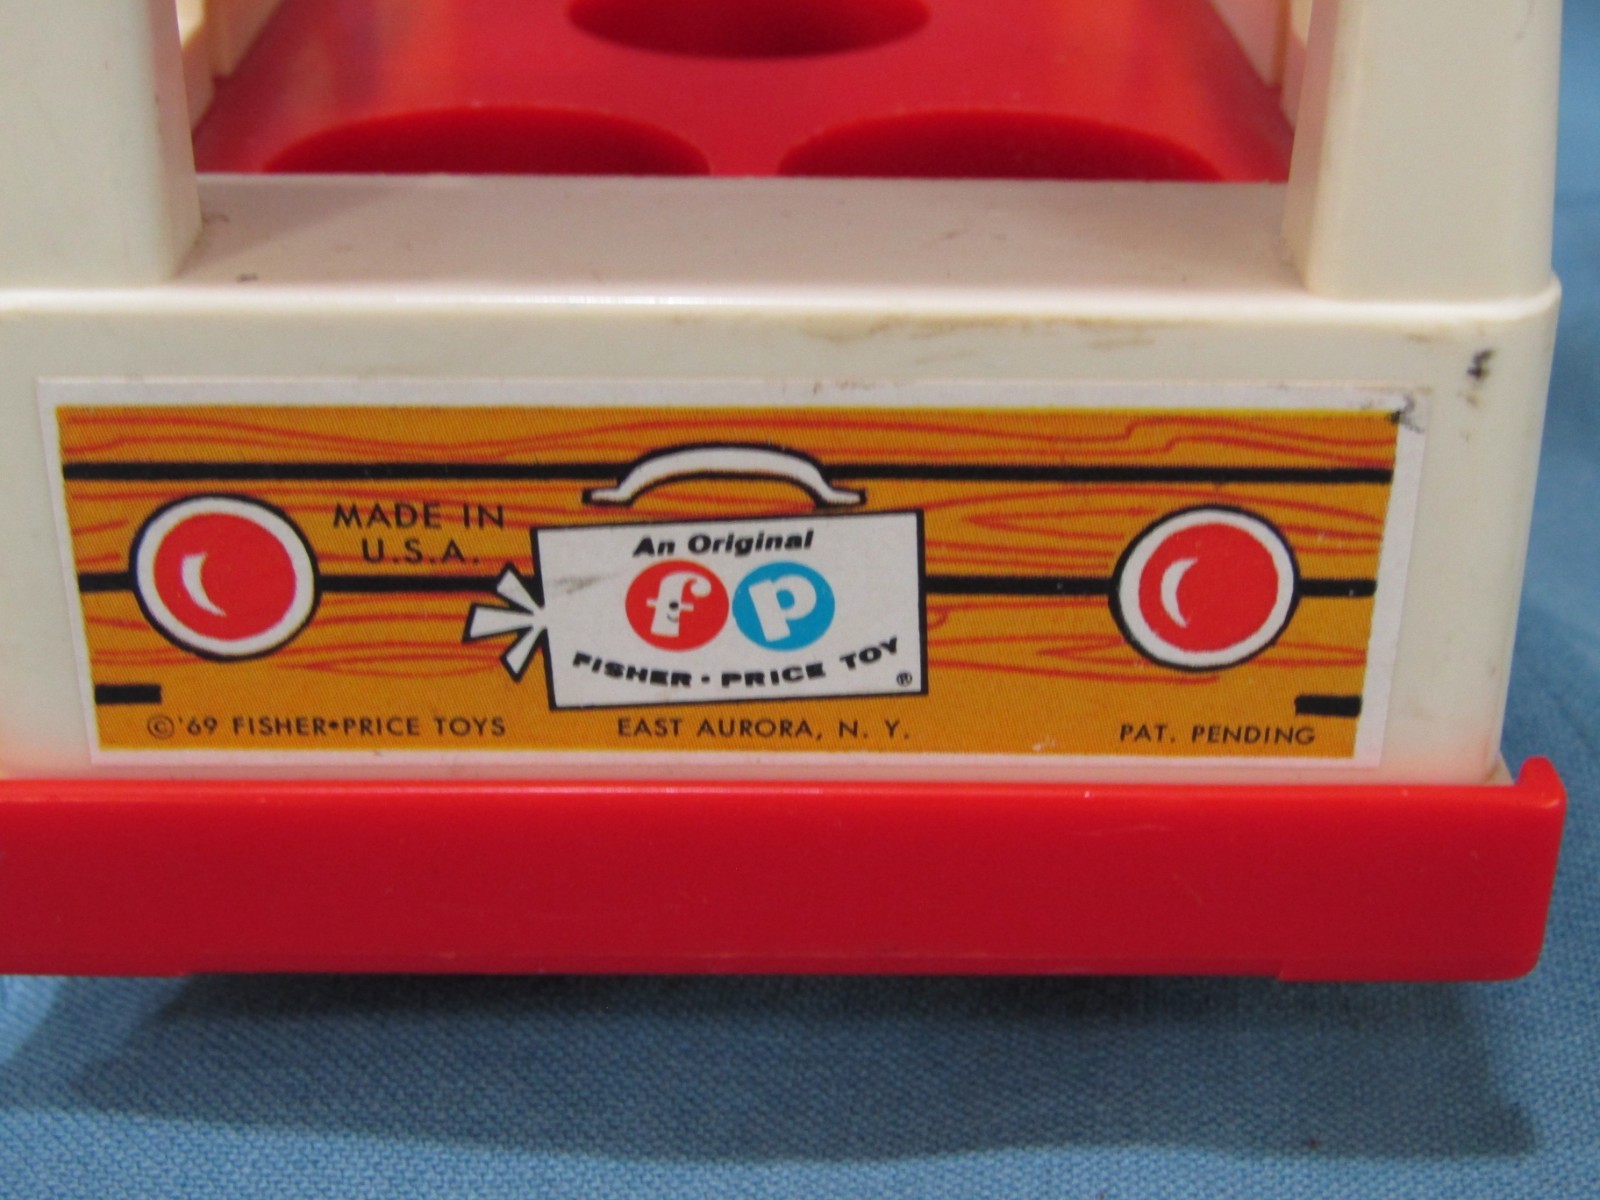 MADE IN
U.S.A.
An Original
fp
FISHER·PRICE TOY
®
©'69 FISHER•PRICE TOYS EAST AURORA, N. Y. PAT. PENDING